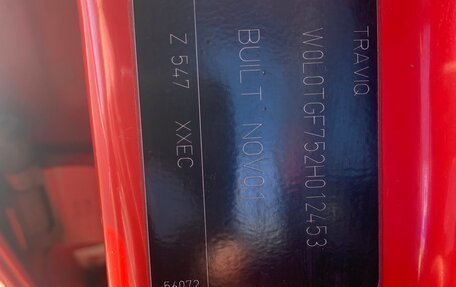 TRAVIQ
W0L0TGF752H012453
BUILT NOV01
Z 547 XXEC